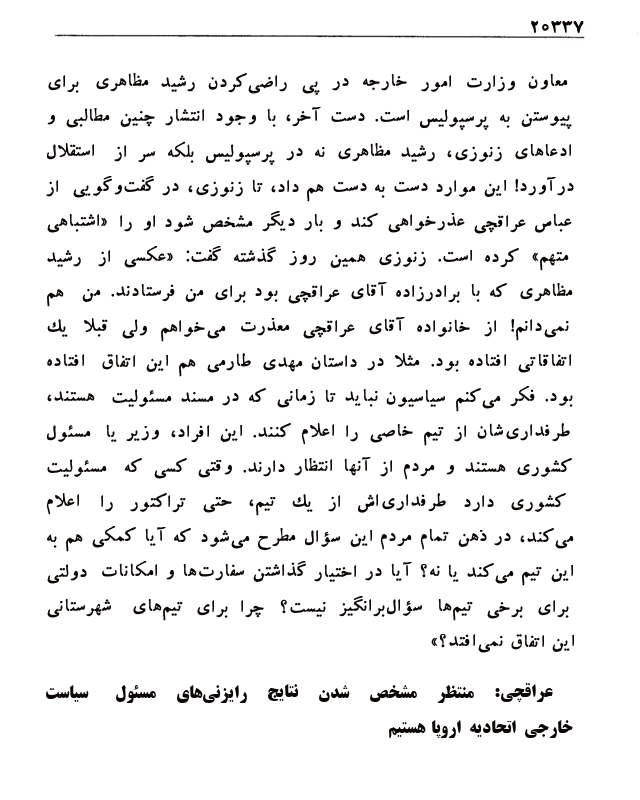 ۲۰۳۳۷
معاون وزارت امور خارجه در پی راضی‌کردن رشید مظاهری برای
پیوستن به پرسپولیس است. دست آخر، با وجود انتشار چنین مطالبی و
ادعاهای زنوزی، رشید مظاهری نه در پرسپولیس بلکه سر از استقلال
درآورد! این موارد دست به دست هم داد، تا زنوزی، در گفت‌وگویی از
عباس عراقچی عذرخواهی کند و بار دیگر مشخص شود او را «اشتباهی
متهم» کرده است. زنوزی همین روز گذشته گفت: «عکسی از رشید
مظاهری که با برادرزاده آقای عراقچی بود برای من فرستادند. من هم
نمی‌دانم! از خانواده آقای عراقچی معذرت می‌خواهم ولی قبلا یك
اتفاقاتی افتاده بود. مثلا در داستان مهدی طارمی هم این اتفاق افتاده
بود. فکر می‌کنم سیاسیون نباید تا زمانی که در مسند مسئولیت هستند،
طرفداری‌شان از تیم خاصی را اعلام کنند. این افراد، وزیر یا مسئول
کشوری هستند و مردم از آنها انتظار دارند. وقتی کسی که مسئولیت
کشوری دارد طرفداری‌اش از یك تیم، حتی تراکتور را اعلام
می‌کند، در ذهن تمام مردم این سؤال مطرح می‌شود که آیا کمکی هم به
این تیم می‌کند یا نه؟ آیا در اختیار گذاشتن سفارت‌ها و امکانات دولتی
برای برخی تیم‌ها سؤال‌برانگیز نیست؟ چرا برای تیم‌های شهرستانی
این اتفاق نمی‌افتد؟»
عراقچی: منتظر مشخص شدن نتایج رایزنی‌های مسئول سیاست
خارجی اتحادیه اروپا هستیم